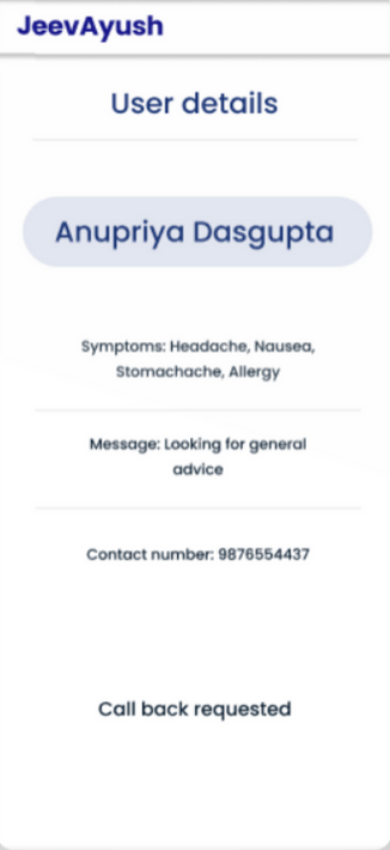 JeevAyush
User details
Anupriya Dasgupta
Symptoms: Headache, Nausea,
Stomachache, Allergy
Message: Looking for general
advice
Contact number: 9876554437
Call back requested